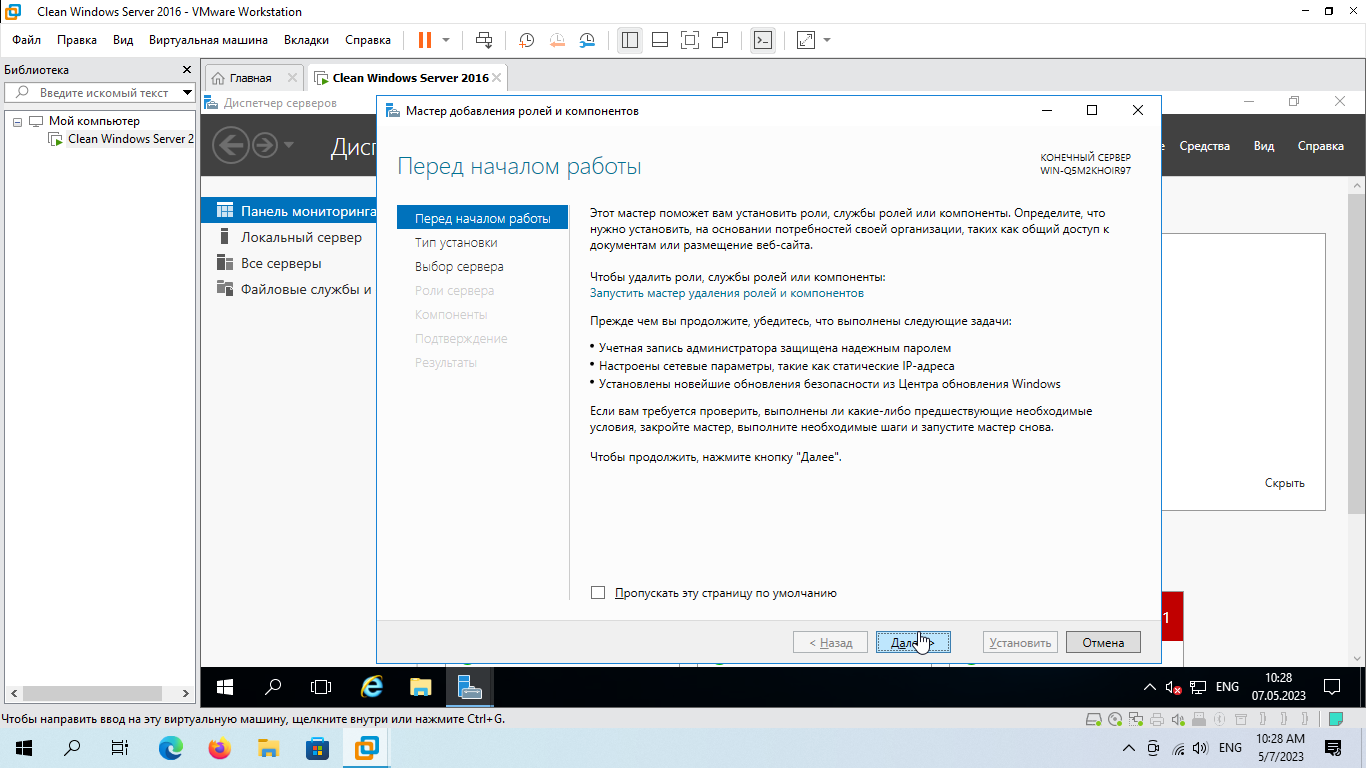 Clean Windows Server 2016 - VMware Workstation
Файл Правка Вид Виртуальная машина Вкладки Справка
Библиотека
Введите искомый текст
Мой компьютер
Clean Windows Server 2
Главная
Clean Windows Server 2016
Диспетчер серверов
Дисп
Средства Вид Справка
Панель мониторинга
Локальный сервер
Все серверы
Файловые службы и
Скрыть
1
Мастер добавления ролей и компонентов
Перед началом работы
КОНЕЧНЫЙ СЕРВЕР
WIN-Q5M2KHOIR97
Перед началом работы
Тип установки
Выбор сервера
Роли сервера
Компоненты
Подтверждение
Результаты
Этот мастер поможет вам установить роли, службы ролей или компоненты. Определите, что
нужно установить, на основании потребностей своей организации, таких как общий доступ к
документам или размещение веб-сайта.
Чтобы удалить роли, службы ролей или компоненты:
Запустить мастер удаления ролей и компонентов
Прежде чем вы продолжите, убедитесь, что выполнены следующие задачи:
• Учетная запись администратора защищена надежным паролем
• Настроены сетевые параметры, такие как статические IP-адреса
• Установлены новейшие обновления безопасности из Центра обновления Windows
Если вам требуется проверить, выполнены ли какие-либо предшествующие необходимые
условия, закройте мастер, выполните необходимые шаги и запустите мастер снова.
Чтобы продолжить, нажмите кнопку "Далее".
Пропускать эту страницу по умолчанию
< Назад Далее > Установить Отмена
ENG
10:28
07.05.2023
Чтобы направить ввод на эту виртуальную машину, щелкните внутри или нажмите Ctrl+G.
ENG
10:28 AM
5/7/2023